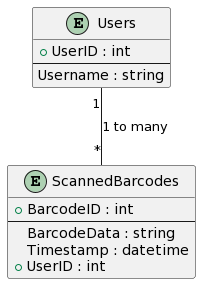 E Users
UserID : int
Username : string
1
1 to many
*
E ScannedBarcodes
BarcodeID : int
BarcodeData : string
Timestamp : datetime
UserID : int